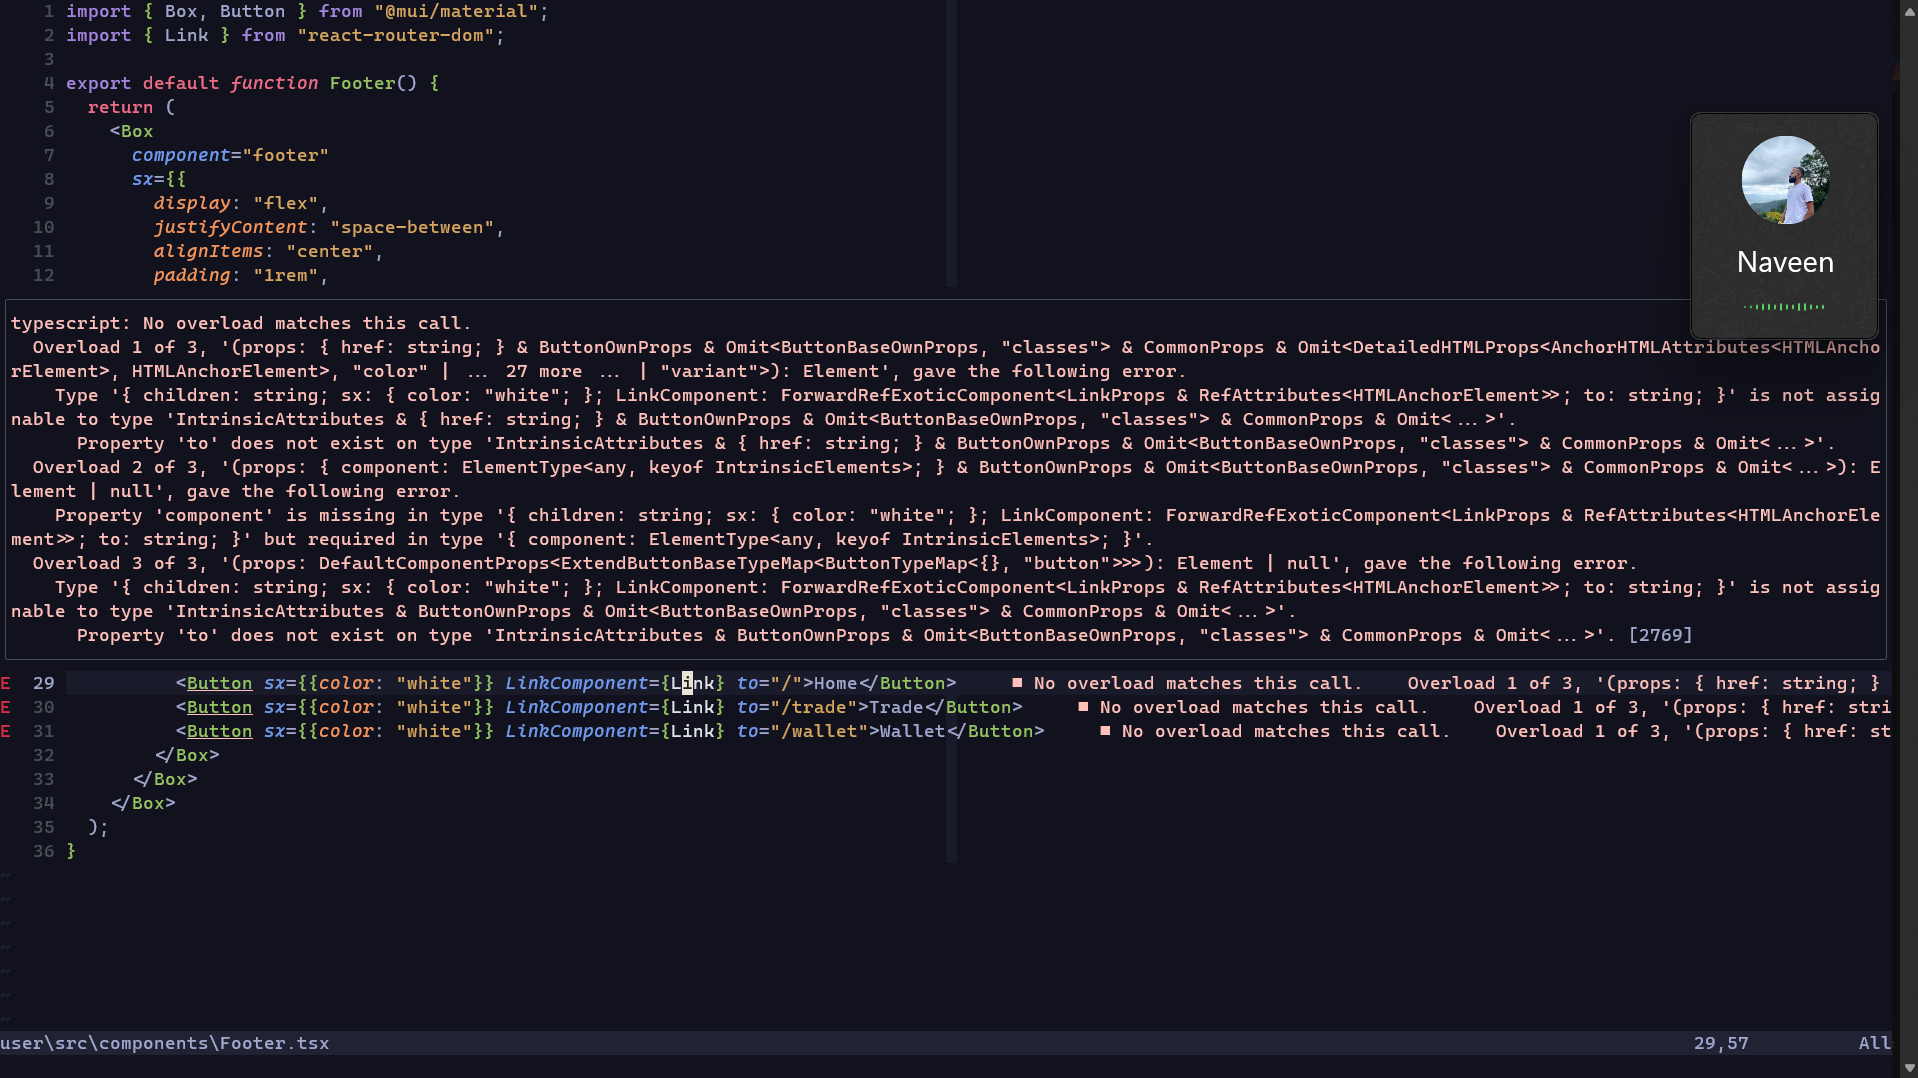 1 import { Box, Button } from "@mui/material";
2 import { Link } from "react-router-dom";
3
4 export default function Footer() {
5 return (
6 <Box
7 component="footer"
8 sx={{
9 display: "flex",
10 justifyContent: "space-between",
11 alignItems: "center",
12 padding: "1rem",
Naveen
typescript: No overload matches this call.
Overload 1 of 3, '(props: { href: string; } & ButtonOwnProps & Omit<ButtonBaseOwnProps, "classes"> & CommonProps & Omit<DetailedHTMLProps<AnchorHTMLAttributes<HTMLAncho
rElement>, HTMLAnchorElement>, "color" | ... 27 more ... | "variant">): Element', gave the following error.
Type '{ children: string; sx: { color: "white"; }; LinkComponent: ForwardRefExoticComponent<LinkProps & RefAttributes<HTMLAnchorElement>>; to: string; }' is not assig
nable to type 'IntrinsicAttributes & { href: string; } & ButtonOwnProps & Omit<ButtonBaseOwnProps, "classes"> & CommonProps & Omit<...>'.
Property 'to' does not exist on type 'IntrinsicAttributes & { href: string; } & ButtonOwnProps & Omit<ButtonBaseOwnProps, "classes"> & CommonProps & Omit<...>'.
Overload 2 of 3, '(props: { component: ElementType<any, keyof IntrinsicElements>; } & ButtonOwnProps & Omit<ButtonBaseOwnProps, "classes"> & CommonProps & Omit<...>): E
lement | null', gave the following error.
Property 'component' is missing in type '{ children: string; sx: { color: "white"; }; LinkComponent: ForwardRefExoticComponent<LinkProps & RefAttributes<HTMLAnchorEle
ment>>; to: string; }' but required in type '{ component: ElementType<any, keyof IntrinsicElements>; }'.
Overload 3 of 3, '(props: DefaultComponentProps<ExtendButtonBaseTypeMap<ButtonTypeMap<{}, "button">>>): Element | null', gave the following error.
Type '{ children: string; sx: { color: "white"; }; LinkComponent: ForwardRefExoticComponent<LinkProps & RefAttributes<HTMLAnchorElement>>; to: string; }' is not assig
nable to type 'IntrinsicAttributes & ButtonOwnProps & Omit<ButtonBaseOwnProps, "classes"> & CommonProps & Omit<...>'.
Property 'to' does not exist on type 'IntrinsicAttributes & ButtonOwnProps & Omit<ButtonBaseOwnProps, "classes"> & CommonProps & Omit<...>'. [2769]
E 29 <Button sx={{color: "white"}} LinkComponent={Link} to="/">Home</Button> ■ No overload matches this call. Overload 1 of 3, '(props: { href: string; }
E 30 <Button sx={{color: "white"}} LinkComponent={Link} to="/trade">Trade</Button> ■ No overload matches this call. Overload 1 of 3, '(props: { href: stri
E 31 <Button sx={{color: "white"}} LinkComponent={Link} to="/wallet">Wallet</Button> ■ No overload matches this call. Overload 1 of 3, '(props: { href: st
32 </Box>
33 </Box>
34 </Box>
35 );
36 }
~
~
~
~
~
~
~
user\src\components\Footer.tsx 29,57 All